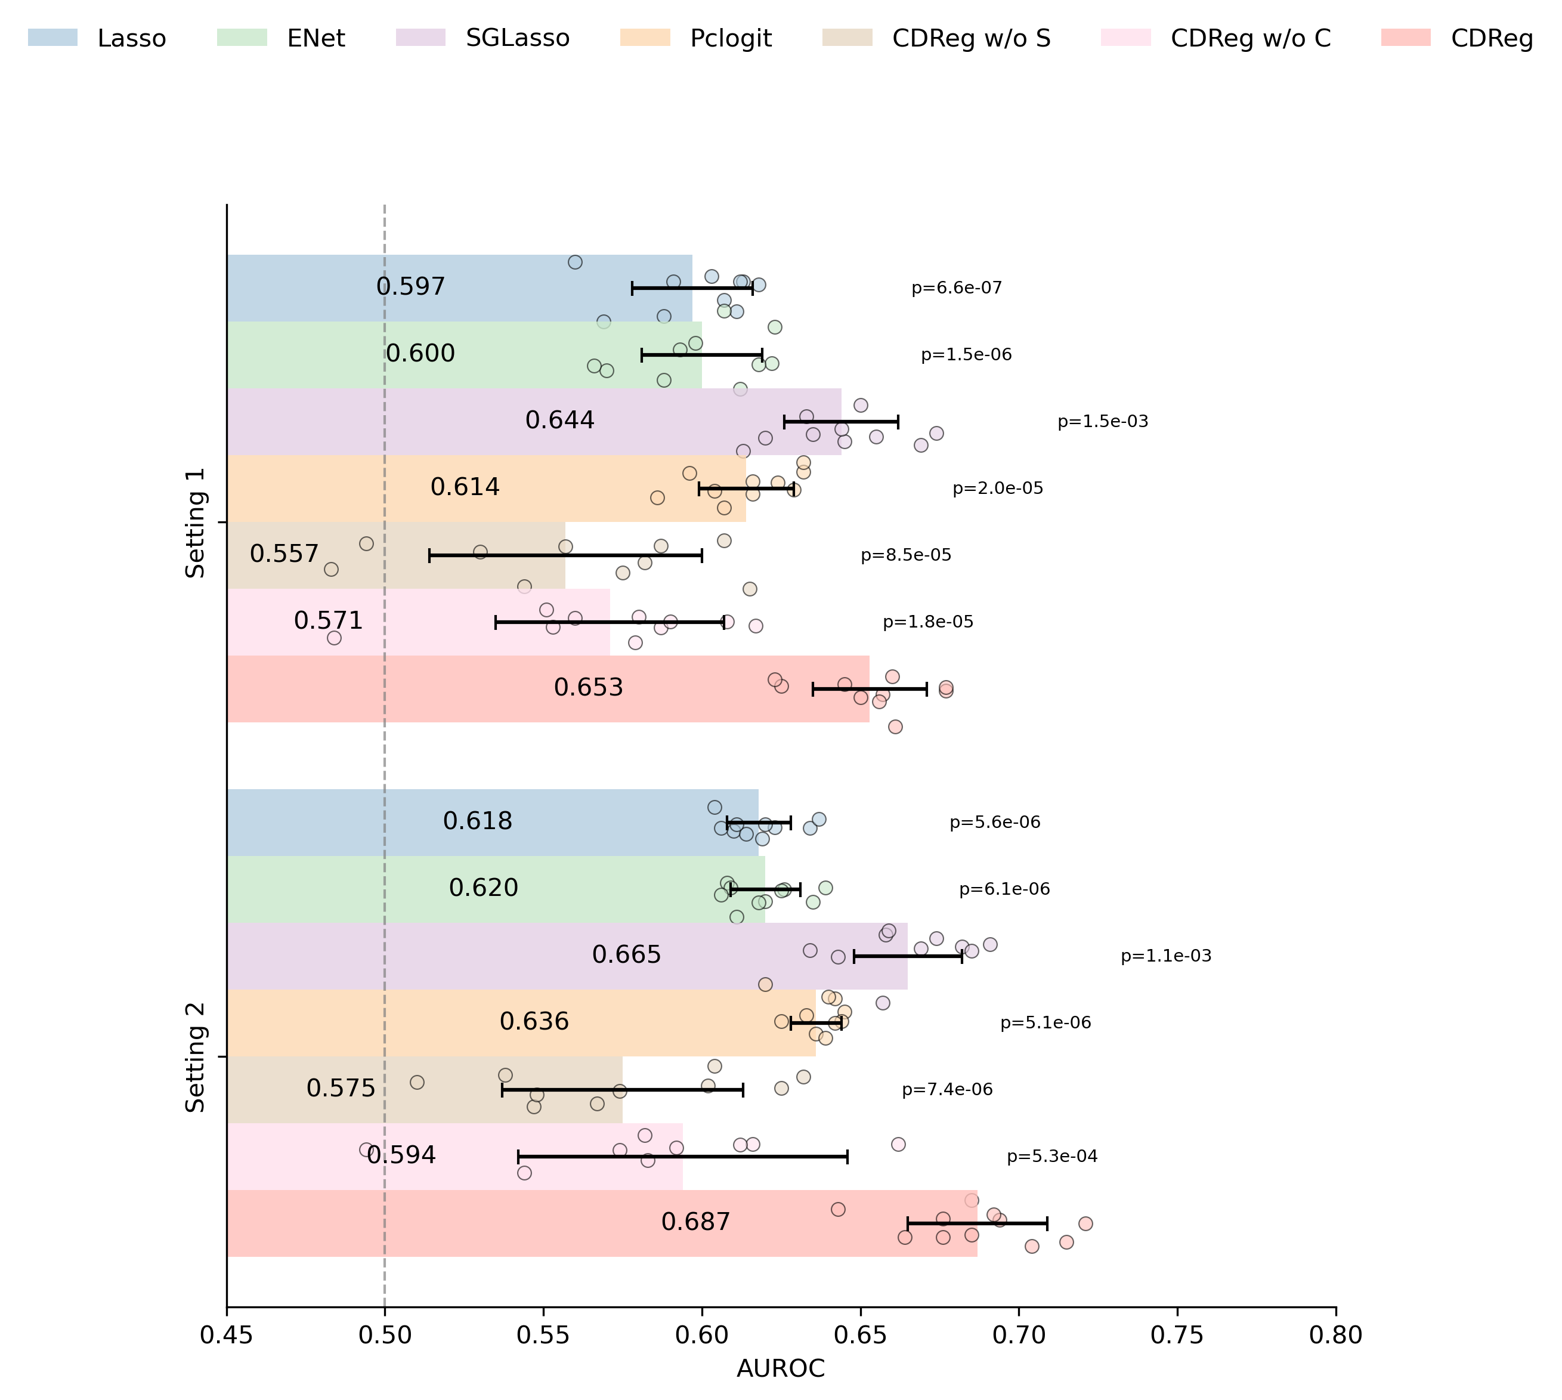 Lasso ENet SGLasso Pclogit CDReg w/o S CDReg w/o C CDReg
Setting 1
0.597 p=6.6e-07
0.600 p=1.5e-06
0.644 p=1.5e-03
0.614 p=2.0e-05
0.557 p=8.5e-05
0.571 p=1.8e-05
0.653
Setting 2
0.618 p=5.6e-06
0.620 p=6.1e-06
0.665 p=1.1e-03
0.636 p=5.1e-06
0.575 p=7.4e-06
0.594 p=5.3e-04
0.687
0.45 0.50 0.55 0.60 0.65 0.70 0.75 0.80
AUROC